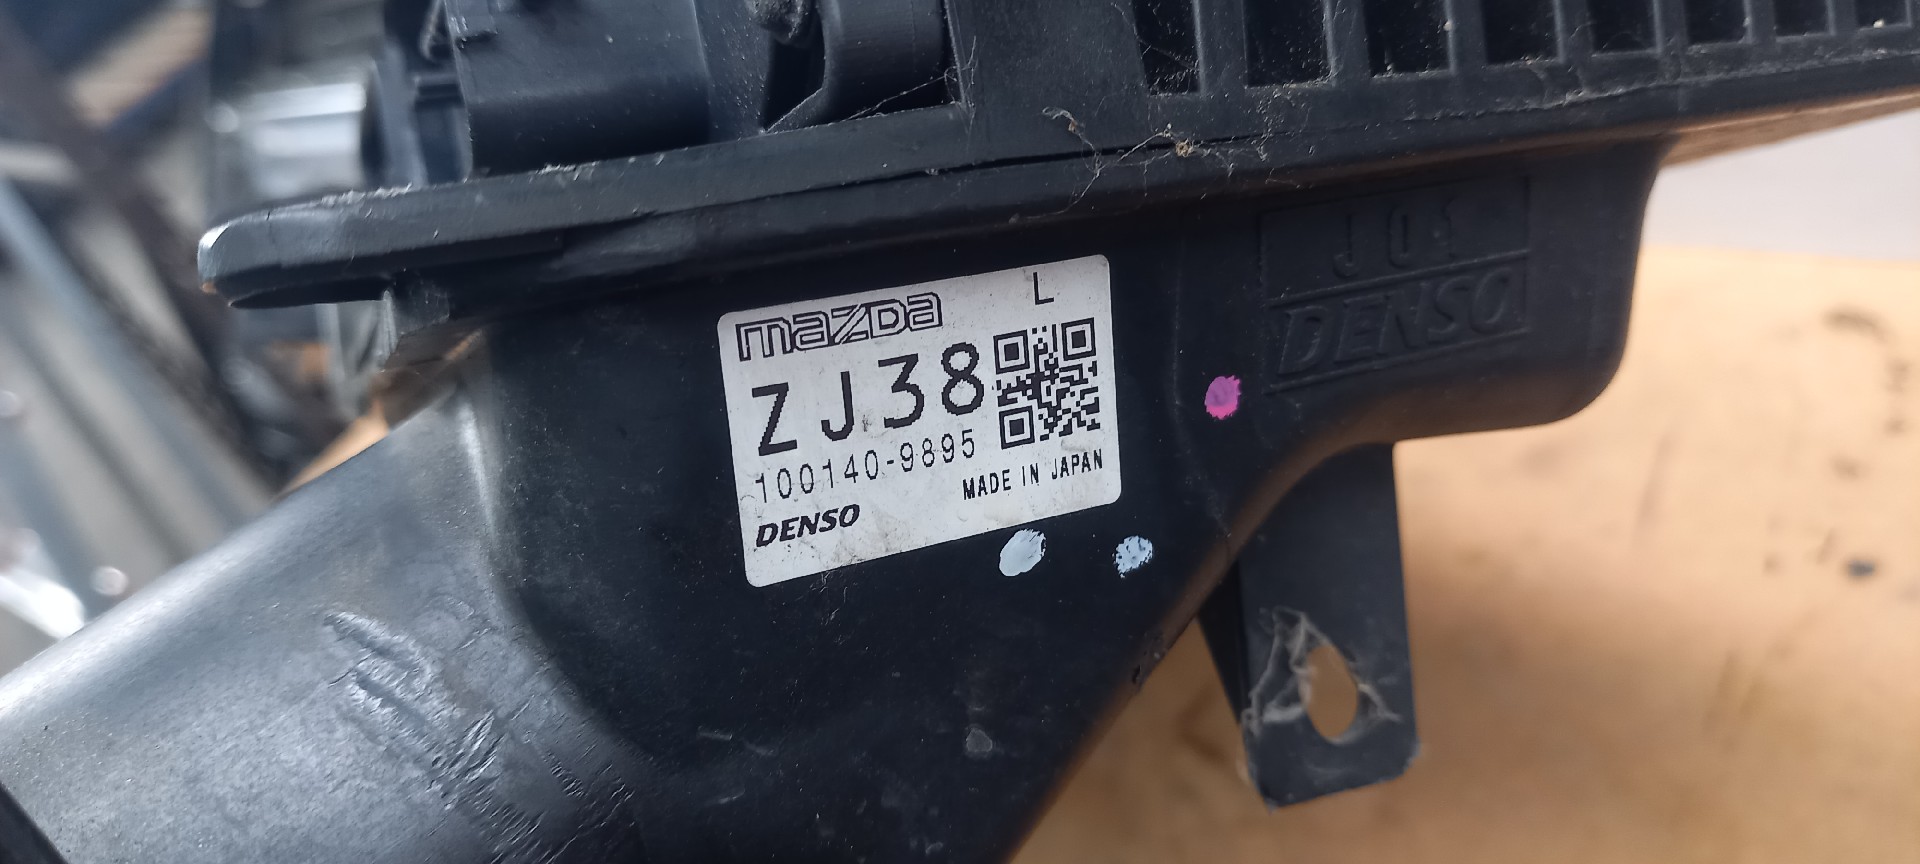 mazda L
ZJ38
100140-9895
DENSO MADE IN JAPAN
J01
DENSO